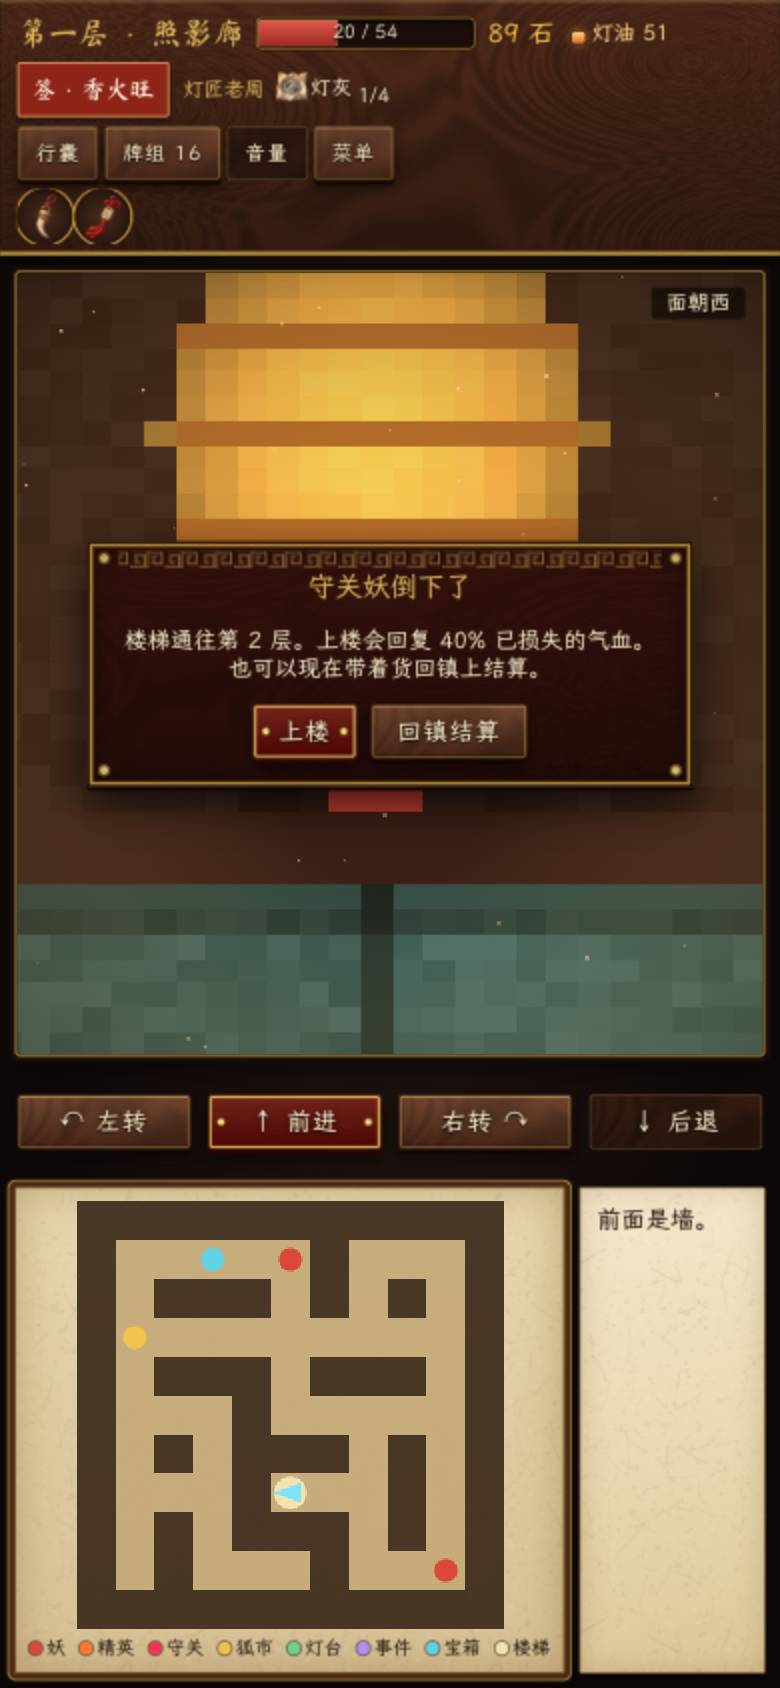 第一层 · 照影廊 20 / 54 89 石 灯油 51
签 · 香火旺 灯匠老周 灯灰 1/4
行囊 牌组 16 音量 菜单
面朝西
守关妖倒下了
楼梯通往第 2 层。上楼会回复 40% 已损失的气血。
也可以现在带着货回镇上结算。
上楼 回镇结算
↶ 左转 ↑ 前进 右转 ↷ ↓ 后退
前面是墙。
妖 精英 守关 狐市 灯台 事件 宝箱 楼梯